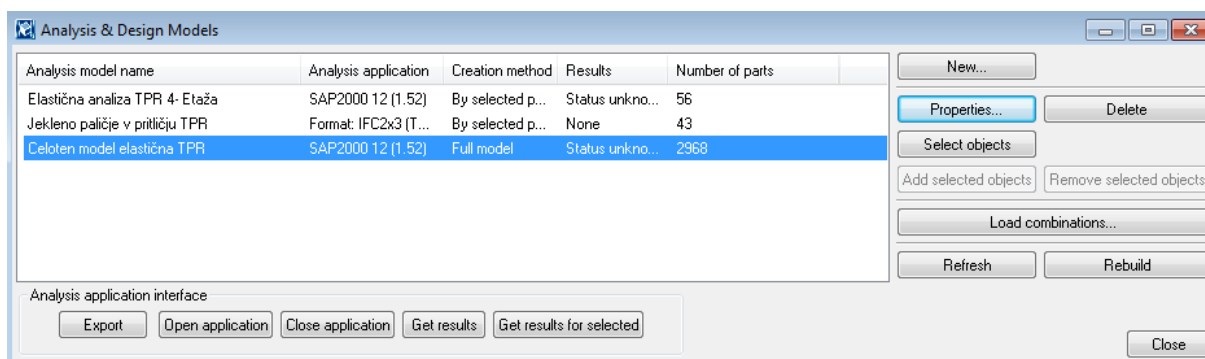 Analysis & Design Models
Analysis model name Analysis application Creation method Results Number of parts
Elastična analiza TPR 4- Etaža SAP2000 12 (1.52) By selected p... Status unkno... 56
Jekleno paličje v pritličju TPR Format: IFC2x3 (T... By selected p... None 43
Celoten model elastična TPR SAP2000 12 (1.52) Full model Status unkno... 2968
New...
Properties... Delete
Select objects
Add selected objects Remove selected objects
Load combinations...
Refresh Rebuild
Analysis application interface
Export Open application Close application Get results Get results for selected
Close